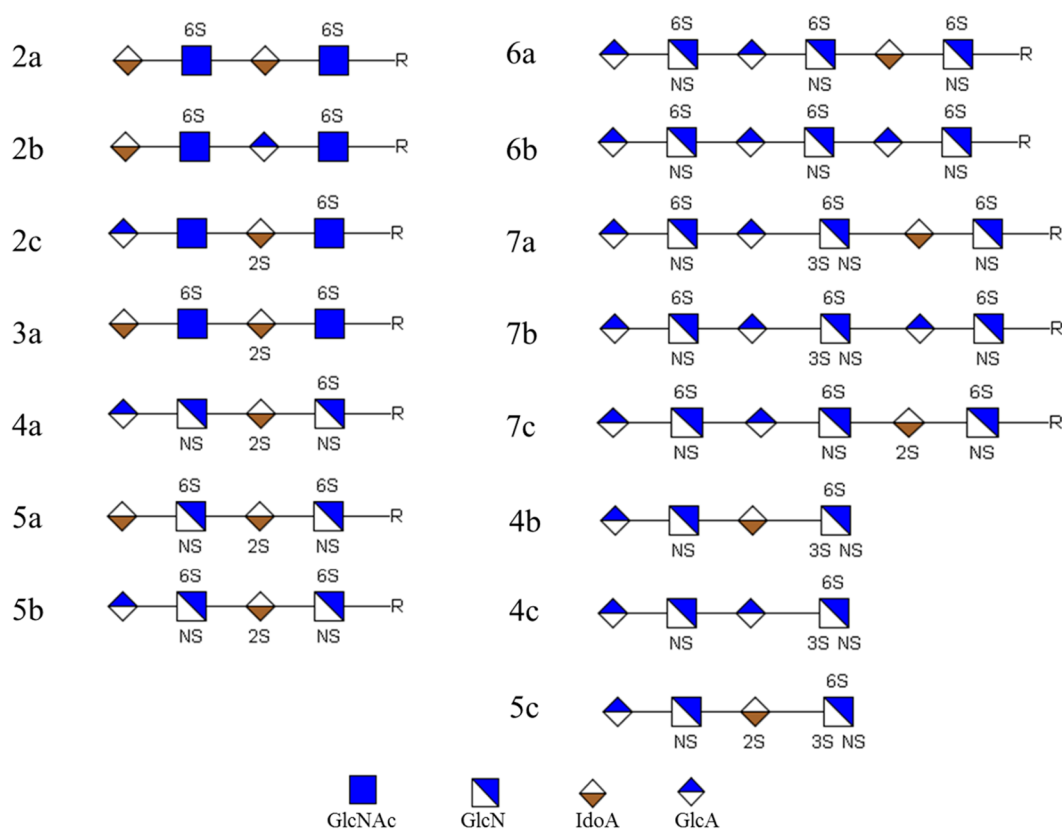 2a
6S 6S
R
2b
6S 6S
R
2c
6S
R
2S
3a
6S 6S
R
2S
4a
6S
R
NS 2S NS
5a
6S 6S
R
NS 2S NS
5b
6S 6S
R
NS 2S NS
6a
6S 6S 6S
R
NS NS NS
6b
6S 6S 6S
R
NS NS NS
7a
6S 6S 6S
R
NS 3S NS NS
7b
6S 6S 6S
R
NS 3S NS NS
7c
6S 6S 6S
R
NS NS 2S NS
4b
6S
NS 3S NS
4c
6S
NS 3S NS
5c
6S
NS 2S 3S NS
GlcNAc GlcN IdoA GlcA